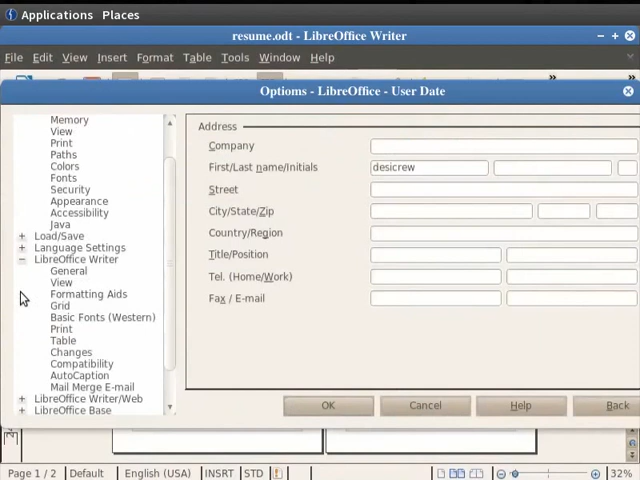 Applications Places
resume.odt - LibreOffice Writer
File Edit View Insert Format Table Tools Window Help
Optioms - LibreOffice - User Date
Memory
View
Print
Paths
Colors
Fonts
Security
Appearance
Accessibility
Java
Load/Save
Language Settings
LibreOffice Writer
General
View
Formatting Aids
Grid
Basic Fonts (Western)
Print
Table
Changes
Compatibility
AutoCaption
Mail Merge E-mail
LibreOffice Writer/Web
LibreOffice Base
Address
Company
First/Last name/Initials desicrew
Street
City/State/Zip
Country/Region
Title/Position
Tel. (Home/Work)
Fax / E-mail
OK Cancel Help Back
Page 1 / 2 Default English (USA) INSRT STD 32%